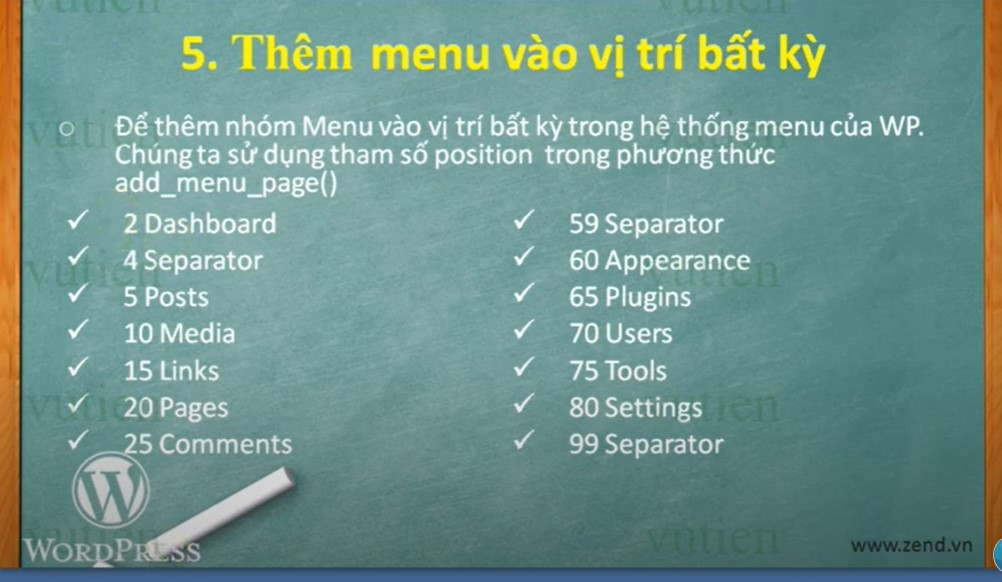 5. Thêm menu vào vị trí bất kỳ
Để thêm nhóm Menu vào vị trí bất kỳ trong hệ thống menu của WP.
Chúng ta sử dụng tham số position trong phương thức
add_menu_page()
2 Dashboard
4 Separator
5 Posts
10 Media
15 Links
20 Pages
25 Comments
59 Separator
60 Appearance
65 Plugins
70 Users
75 Tools
80 Settings
99 Separator
WORDPRESS
vutien
www.zend.vn